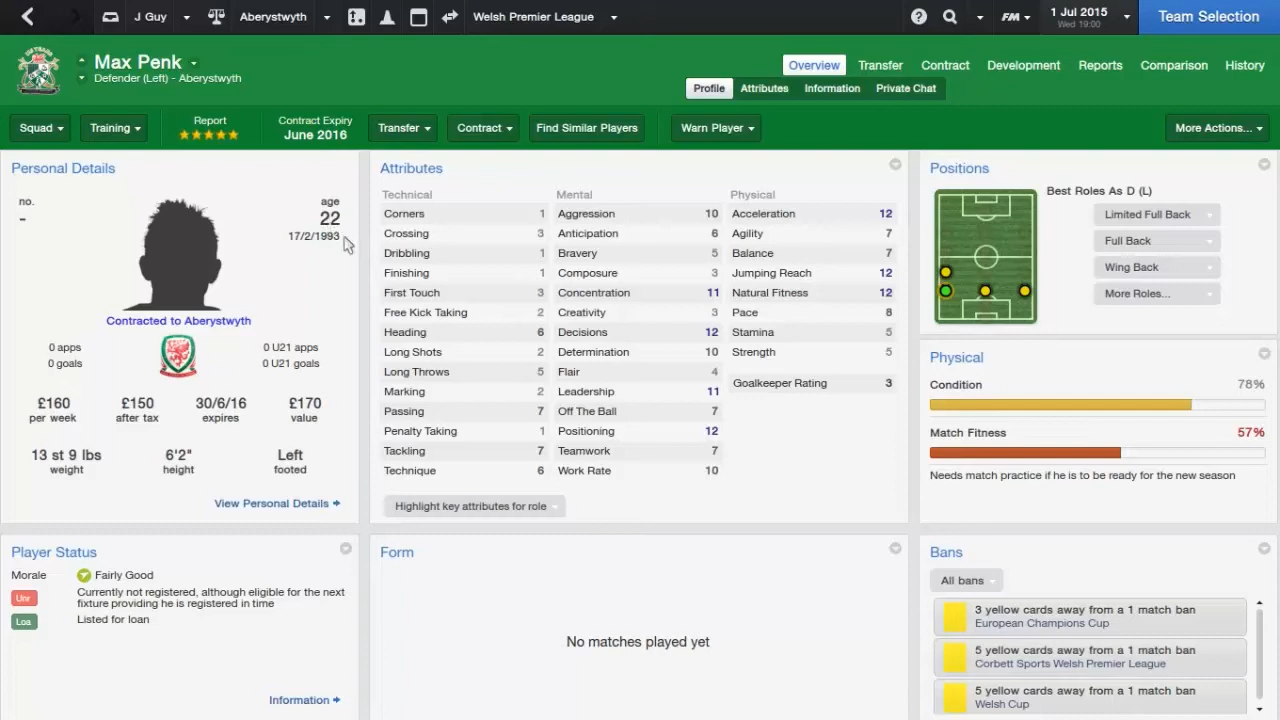 J Guy
Aberystwyth
Welsh Premier League
FM
1 Jul 2015
Wed 19:00
Team Selection
Max Penk
Defender (Left) - Aberystwyth
Overview Transfer Contract Development Reports Comparison History
Profile Attributes Information Private Chat
Squad
Training
Report
Contract Expiry
June 2016
Transfer
Contract
Find Similar Players
Warn Player
More Actions...
Personal Details
no.
-
age
22
17/2/1993
Contracted to Aberystwyth
0 apps
0 goals
0 U21 apps
0 U21 goals
£160 £150 30/6/16 £170
per week after tax expires value
13 st 9 lbs 6'2" Left
weight height footed
View Personal Details
Attributes
Technical Mental Physical
Corners 1 Aggression 10 Acceleration 12
Crossing 3 Anticipation 6 Agility 7
Dribbling 1 Bravery 5 Balance 7
Finishing 1 Composure 3 Jumping Reach 12
First Touch 3 Concentration 11 Natural Fitness 12
Free Kick Taking 2 Creativity 3 Pace 8
Heading 6 Decisions 12 Stamina 5
Long Shots 2 Determination 10 Strength 5
Long Throws 5 Flair 4
Goalkeeper Rating 3
Marking 2 Leadership 11
Passing 7 Off The Ball 7
Penalty Taking 1 Positioning 12
Tackling 7 Teamwork 7
Technique 6 Work Rate 10
Highlight key attributes for role
Positions
Best Roles As D (L)
Limited Full Back
Full Back
Wing Back
More Roles...
Physical
Condition 78%
Match Fitness 57%
Needs match practice if he is to be ready for the new season
Player Status
Morale Fairly Good
Unr Currently not registered, although eligible for the next
fixture providing he is registered in time
Loa Listed for loan
Information
Form
No matches played yet
Bans
All bans
3 yellow cards away from a 1 match ban
European Champions Cup
5 yellow cards away from a 1 match ban
Corbett Sports Welsh Premier League
5 yellow cards away from a 1 match ban
Welsh Cup